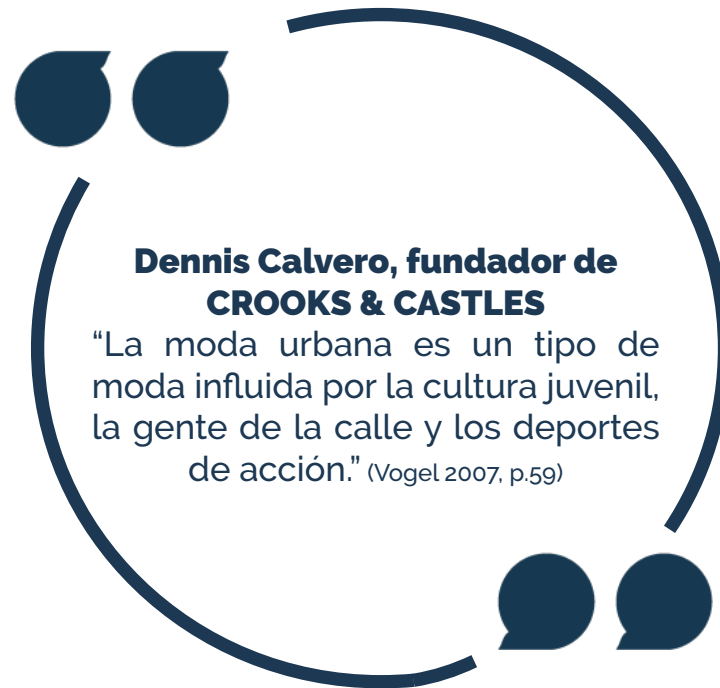 Dennis Calvero, fundador de
CROOKS & CASTLES
“La moda urbana es un tipo de
moda influida por la cultura juvenil,
la gente de la calle y los deportes
de acción.” (Vogel 2007, p.59)